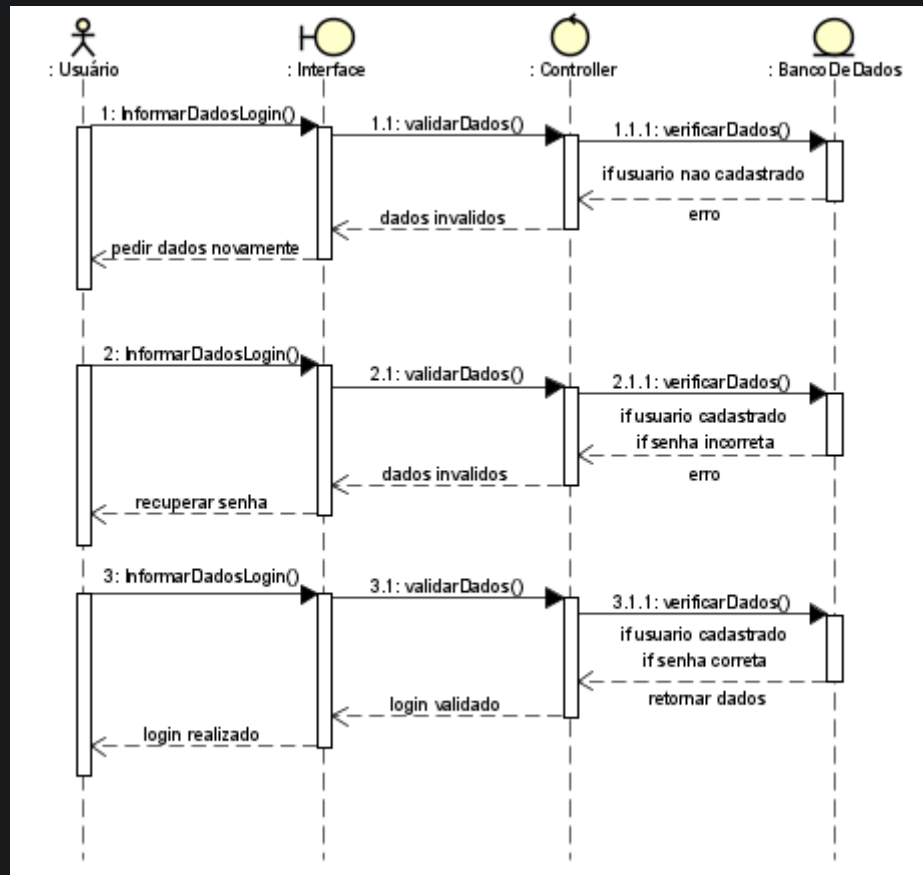 : Usuário
: Interface
: Controller
: BancoDeDados
1: InformarDadosLogin()
1.1: validarDados()
1.1.1: verificarDados()
if usuario nao cadastrado
erro
dados invalidos
pedir dados novamente
2: InformarDadosLogin()
2.1: validarDados()
2.1.1: verificarDados()
if usuario cadastrado
if senha incorreta
erro
dados invalidos
recuperar senha
3: InformarDadosLogin()
3.1: validarDados()
3.1.1: verificarDados()
if usuario cadastrado
if senha correta
retornar dados
login validado
login realizado